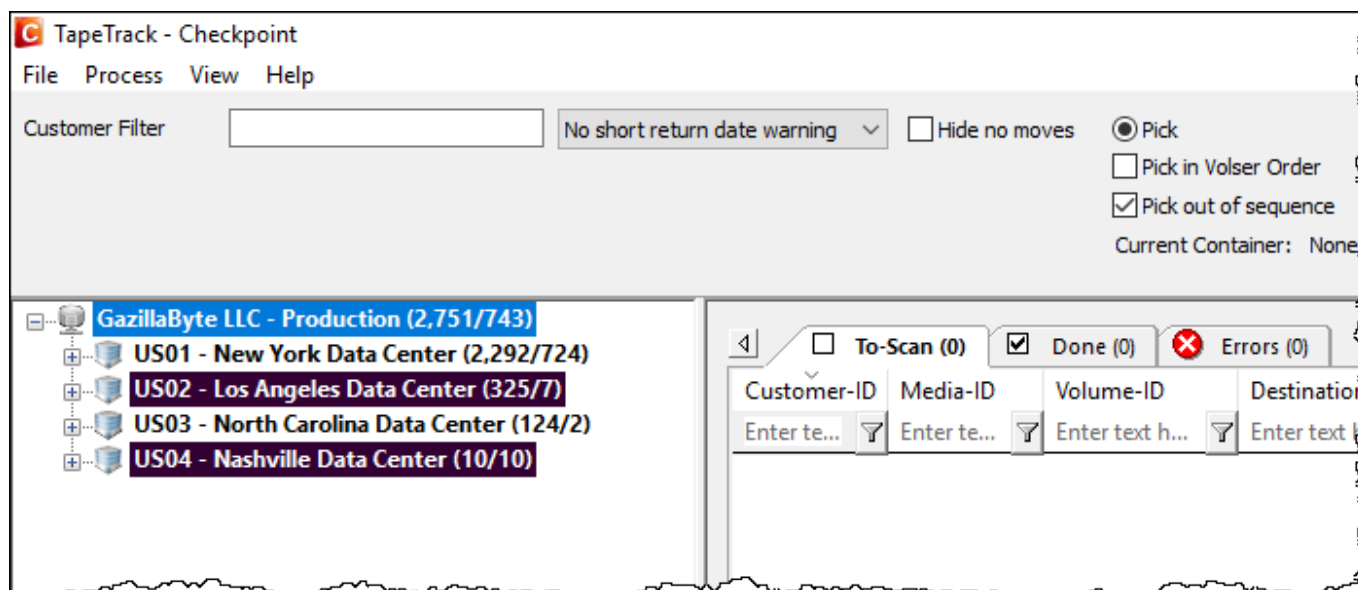 TapeTrack - Checkpoint
File Process View Help
Customer Filter No short return date warning Hide no moves Pick
Pick in Volser Order
Pick out of sequence
Current Container: None
GazillaByte LLC - Production (2,751/743)
US01 - New York Data Center (2,292/724)
US02 - Los Angeles Data Center (325/7)
US03 - North Carolina Data Center (124/2)
US04 - Nashville Data Center (10/10)
To-Scan (0) Done (0) Errors (0)
Customer-ID Media-ID Volume-ID Destination
Enter te... Enter te... Enter text h... Enter text